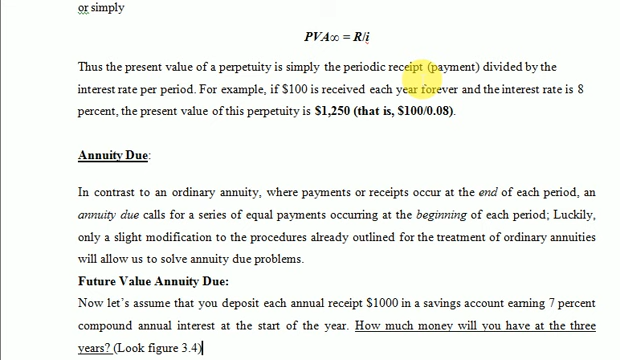 or simply
PVA∞ = R/i
Thus the present value of a perpetuity is simply the periodic receipt (payment) divided by the
interest rate per period. For example, if $100 is received each year forever and the interest rate is 8
percent, the present value of this perpetuity is $1,250 (that is, $100/0.08).
Annuity Due:
In contrast to an ordinary annuity, where payments or receipts occur at the end of each period, an
annuity due calls for a series of equal payments occurring at the beginning of each period; Luckily,
only a slight modification to the procedures already outlined for the treatment of ordinary annuities
will allow us to solve annuity due problems.
Future Value Annuity Due:
Now let's assume that you deposit each annual receipt $1000 in a savings account earning 7 percent
compound annual interest at the start of the year. How much money will you have at the three
years? (Look figure 3.4)